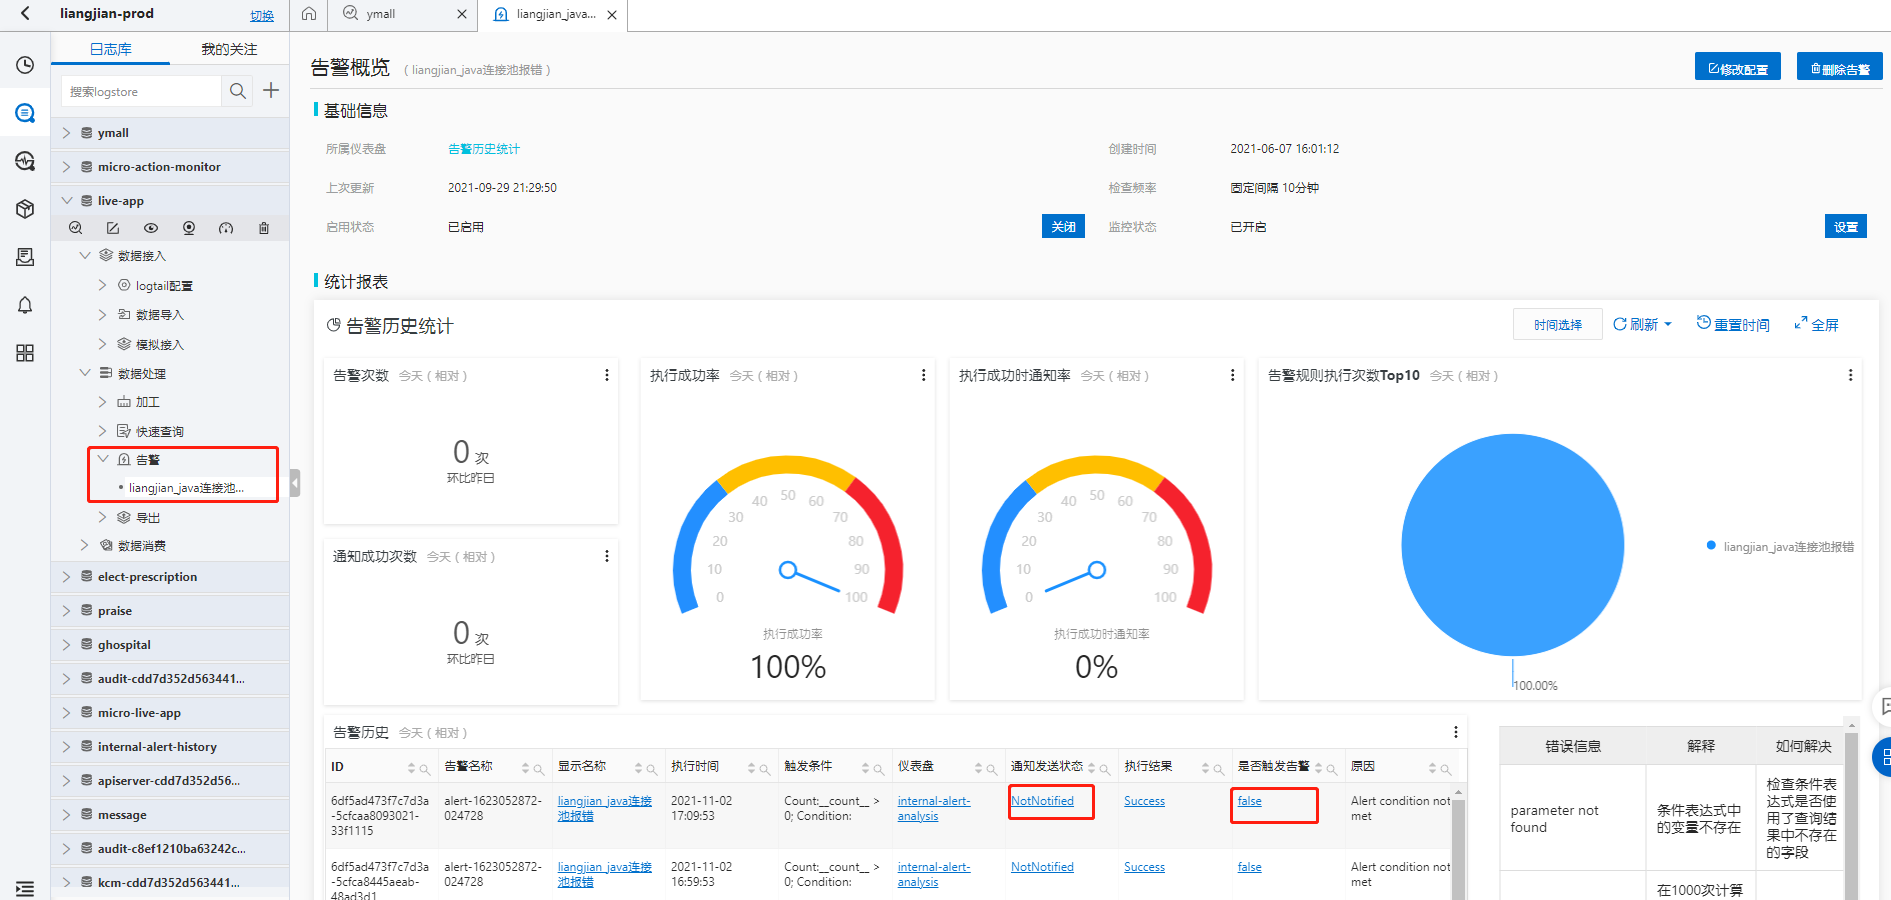 liangjian-prod
切换
ymall
liangjian_java...
日志库
我的关注
搜索logstore
ymall
micro-action-monitor
live-app
数据接入
logtail配置
数据导入
模拟接入
数据处理
加工
快速查询
告警
liangjian_java连接池...
导出
数据消费
elect-prescription
praise
ghospital
audit-cdd7d352d563441...
micro-live-app
internal-alert-history
apiserver-cdd7d352d56...
message
audit-c8ef1210ba63242c...
kcm-cdd7d352d563441...
告警概览
( liangjian_java连接池报错 )
修改配置
删除告警
基础信息
所属仪表盘
告警历史统计
创建时间
2021-06-07 16:01:12
上次更新
2021-09-29 21:29:50
检查频率
固定间隔 10分钟
启用状态
已启用
关闭
监控状态
已开启
设置
统计报表
告警历史统计
时间选择
刷新
重置时间
全屏
告警次数 今天 ( 相对 )
0 次
环比昨日
通知成功次数 今天 ( 相对 )
0 次
环比昨日
执行成功率 今天 ( 相对 )
0
10
20
30
40
50
60
70
80
90
100
执行成功率
100%
执行成功时通知率 今天 ( 相对 )
0
10
20
30
40
50
60
70
80
90
100
执行成功时通知率
0%
告警规则执行次数Top10 今天 ( 相对 )
liangjian_java连接池报错
100.00%
告警历史 今天 ( 相对 )
ID
告警名称
显示名称
执行时间
触发条件
仪表盘
通知发送状态
执行结果
是否触发告警
原因
6df5ad473f7c7d3a
-5cfcaa8093021-
33f1115
alert-1623052872-
024728
liangjian_java连接
池报错
2021-11-02
17:09:53
Count:__count__ >
0; Condition:
internal-alert-
analysis
NotNotified
Success
false
Alert condition not
met
6df5ad473f7c7d3a
-5cfca8445aeab-
48ad3d1
alert-1623052872-
024728
liangjian_java连接
池报错
2021-11-02
16:59:53
Count:__count__ >
0; Condition:
internal-alert-
analysis
NotNotified
Success
false
Alert condition not
met
错误信息
解释
如何解决
parameter not
found
条件表达式中
的变量不存在
检查条件表
达式是否使
用了查询结
果中不存在
的字段
在1000次计算